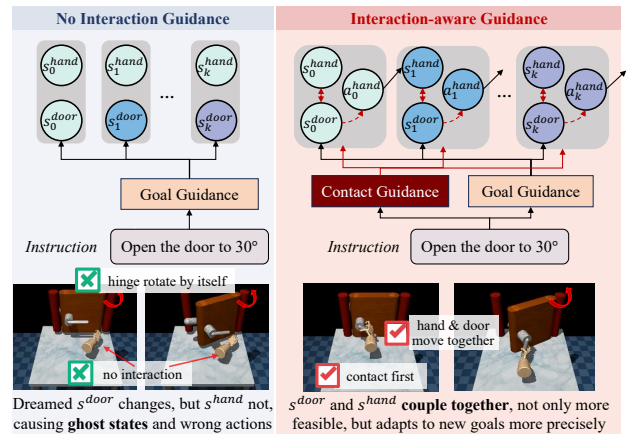 No Interaction Guidance
s_0^{hand} s_1^{hand} s_k^{hand}
...
s_0^{door} s_1^{door} s_k^{door}
Goal Guidance
Instruction Open the door to 30°
hinge rotate by itself
no interaction
Dreamed s^{door} changes, but s^{hand} not,
causing ghost states and wrong actions
Interaction-aware Guidance
s_0^{hand} s_1^{hand} s_k^{hand}
a_0^{hand} a_1^{hand} ... a_k^{hand}
s_0^{door} s_1^{door} s_k^{door}
Contact Guidance Goal Guidance
Instruction Open the door to 30°
hand & door
move together
contact first
s^{door} and s^{hand} couple together, not only more
feasible, but adapts to new goals more precisely